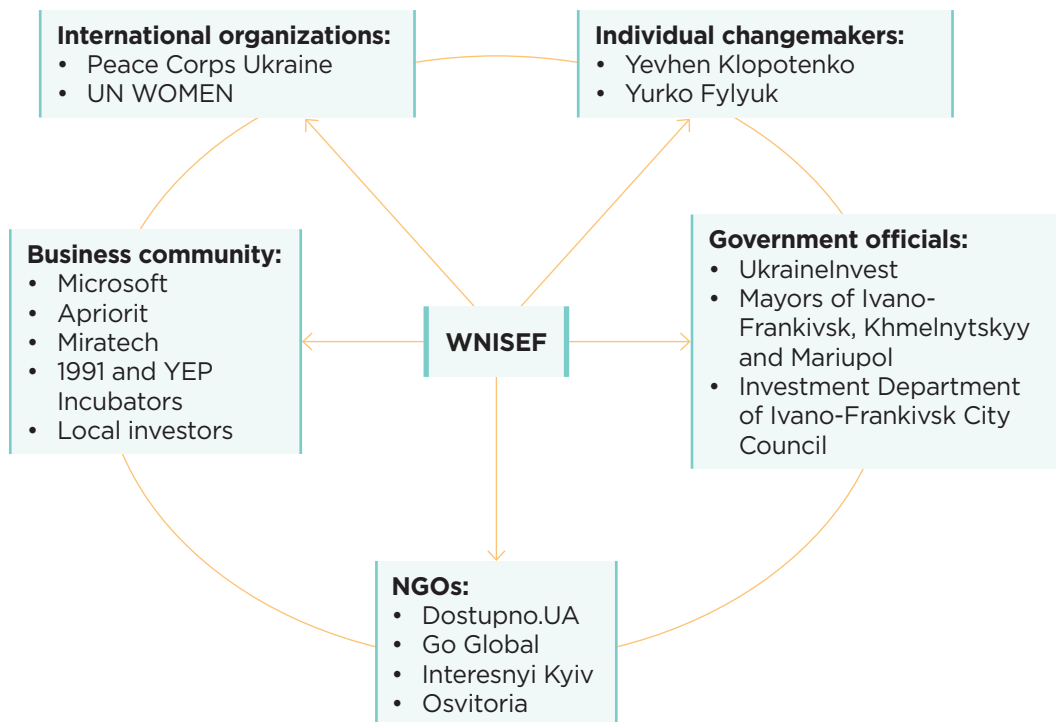 International organizations:
• Peace Corps Ukraine
• UN WOMEN
Individual changemakers:
• Yevhen Klopotenko
• Yurko Fylyuk
Business community:
• Microsoft
• Apriorit
• Miratech
• 1991 and YEP
Incubators
• Local investors
WNISEF
Government officials:
• UkraineInvest
• Mayors of Ivano-
Frankivsk, Khmelnytskyy
and Mariupol
• Investment Department
of Ivano-Frankivsk City
Council
NGOs:
• Dostupno.UA
• Go Global
• Interesnyi Kyiv
• Osvitoria